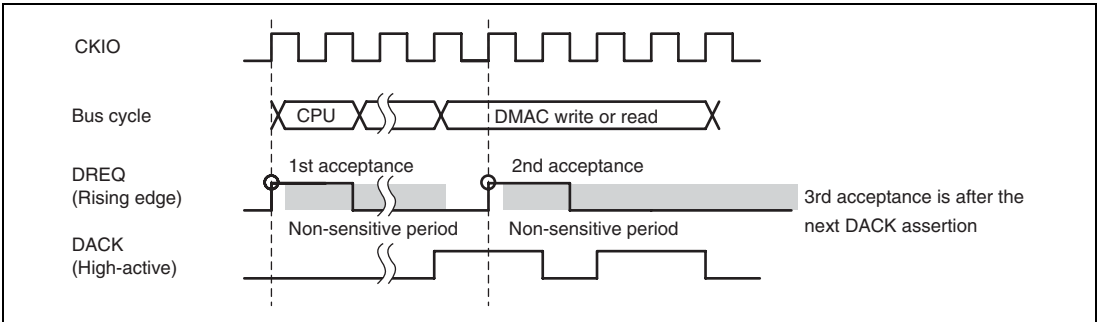 CKIO
Bus cycle
CPU
DMAC write or read
DREQ
(Rising edge)
1st acceptance
2nd acceptance
3rd acceptance is after the
next DACK assertion
Non-sensitive period
Non-sensitive period
DACK
(High-active)